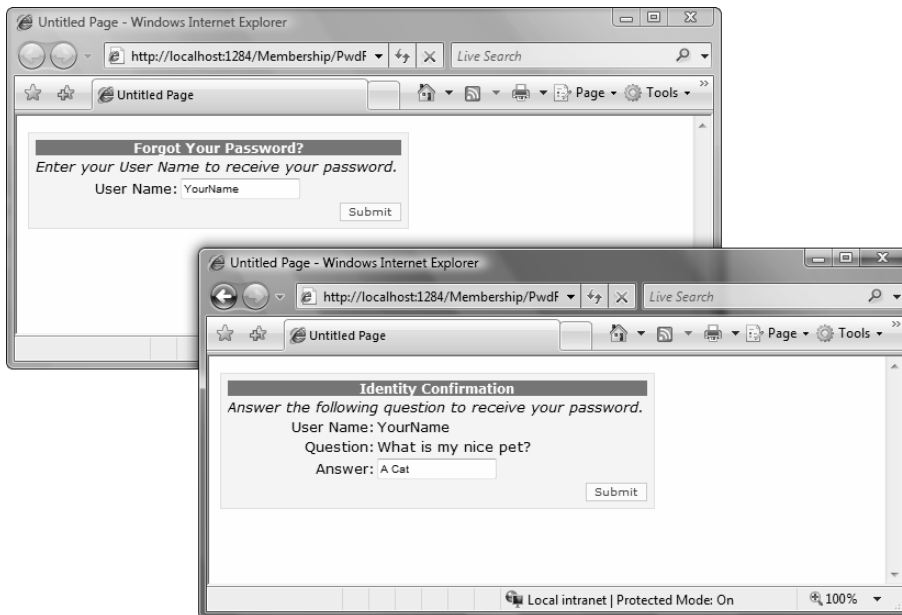 Untitled Page - Windows Internet Explorer
http://localhost:1284/Membership/PwdF
Live Search
Untitled Page
Page
Tools
Forgot Your Password?
Enter your User Name to receive your password.
User Name: YourName
Submit
Untitled Page - Windows Internet Explorer
http://localhost:1284/Membership/PwdF
Live Search
Untitled Page
Page
Tools
Identity Confirmation
Answer the following question to receive your password.
User Name: YourName
Question: What is my nice pet?
Answer: A Cat
Submit
Local intranet | Protected Mode: On
100%